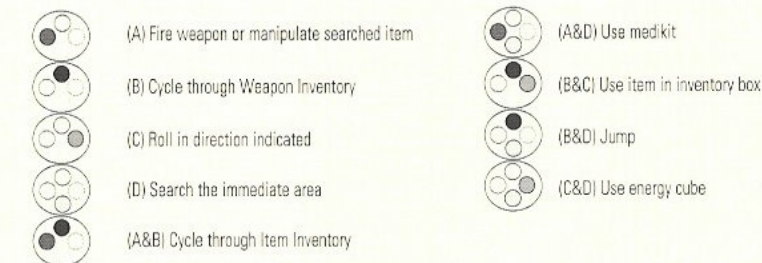 (A) Fire weapon or manipulate searched item
(B) Cycle through Weapon Inventory
(C) Roll in direction indicated
(D) Search the immediate area
(A&B) Cycle through Item Inventory
(A&D) Use medikit
(B&C) Use item in inventory box
(B&D) Jump
(C&D) Use energy cube